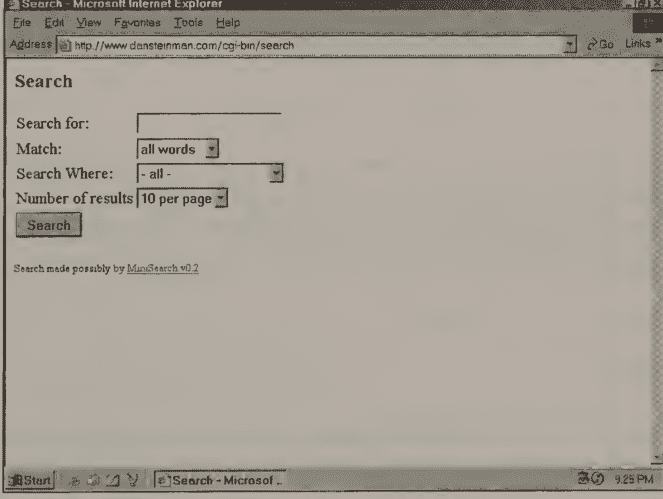 Search - Microsoft Internet Explorer
File Edit View Favorites Tools Help
Address http://www.dansteinman.com/cgi-bin/search Go Links »
Search
Search for:
Match: all words
Search Where: - all -
Number of results 10 per page
Search
Search made possibly by MiniSearch v0.2
Start Search - Microsof... 9:25 PM